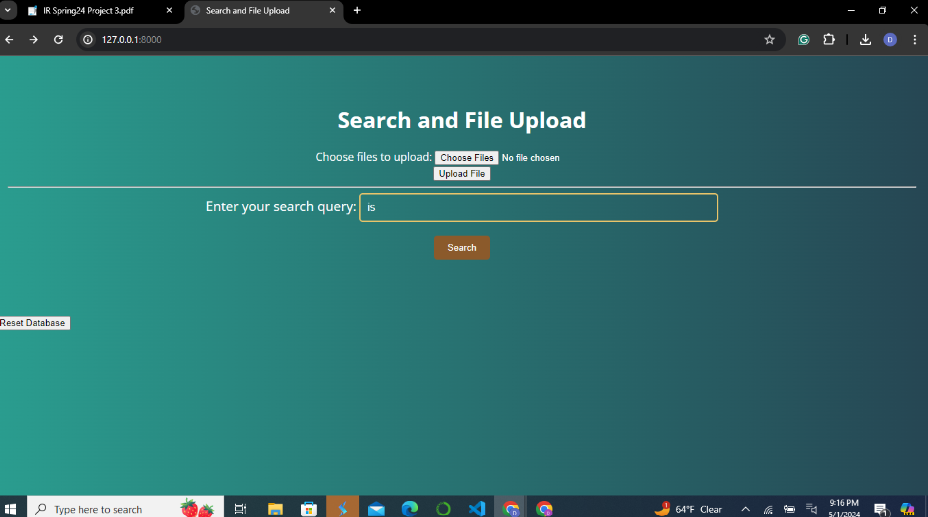 IR Spring24 Project 3.pdf
Search and File Upload
127.0.0.1:8000
G
D
Search and File Upload
Choose files to upload: Choose Files No file chosen
Upload File
Enter your search query: is
Search
Reset Database
Type here to search
64°F Clear
9:16 PM
5/1/2024